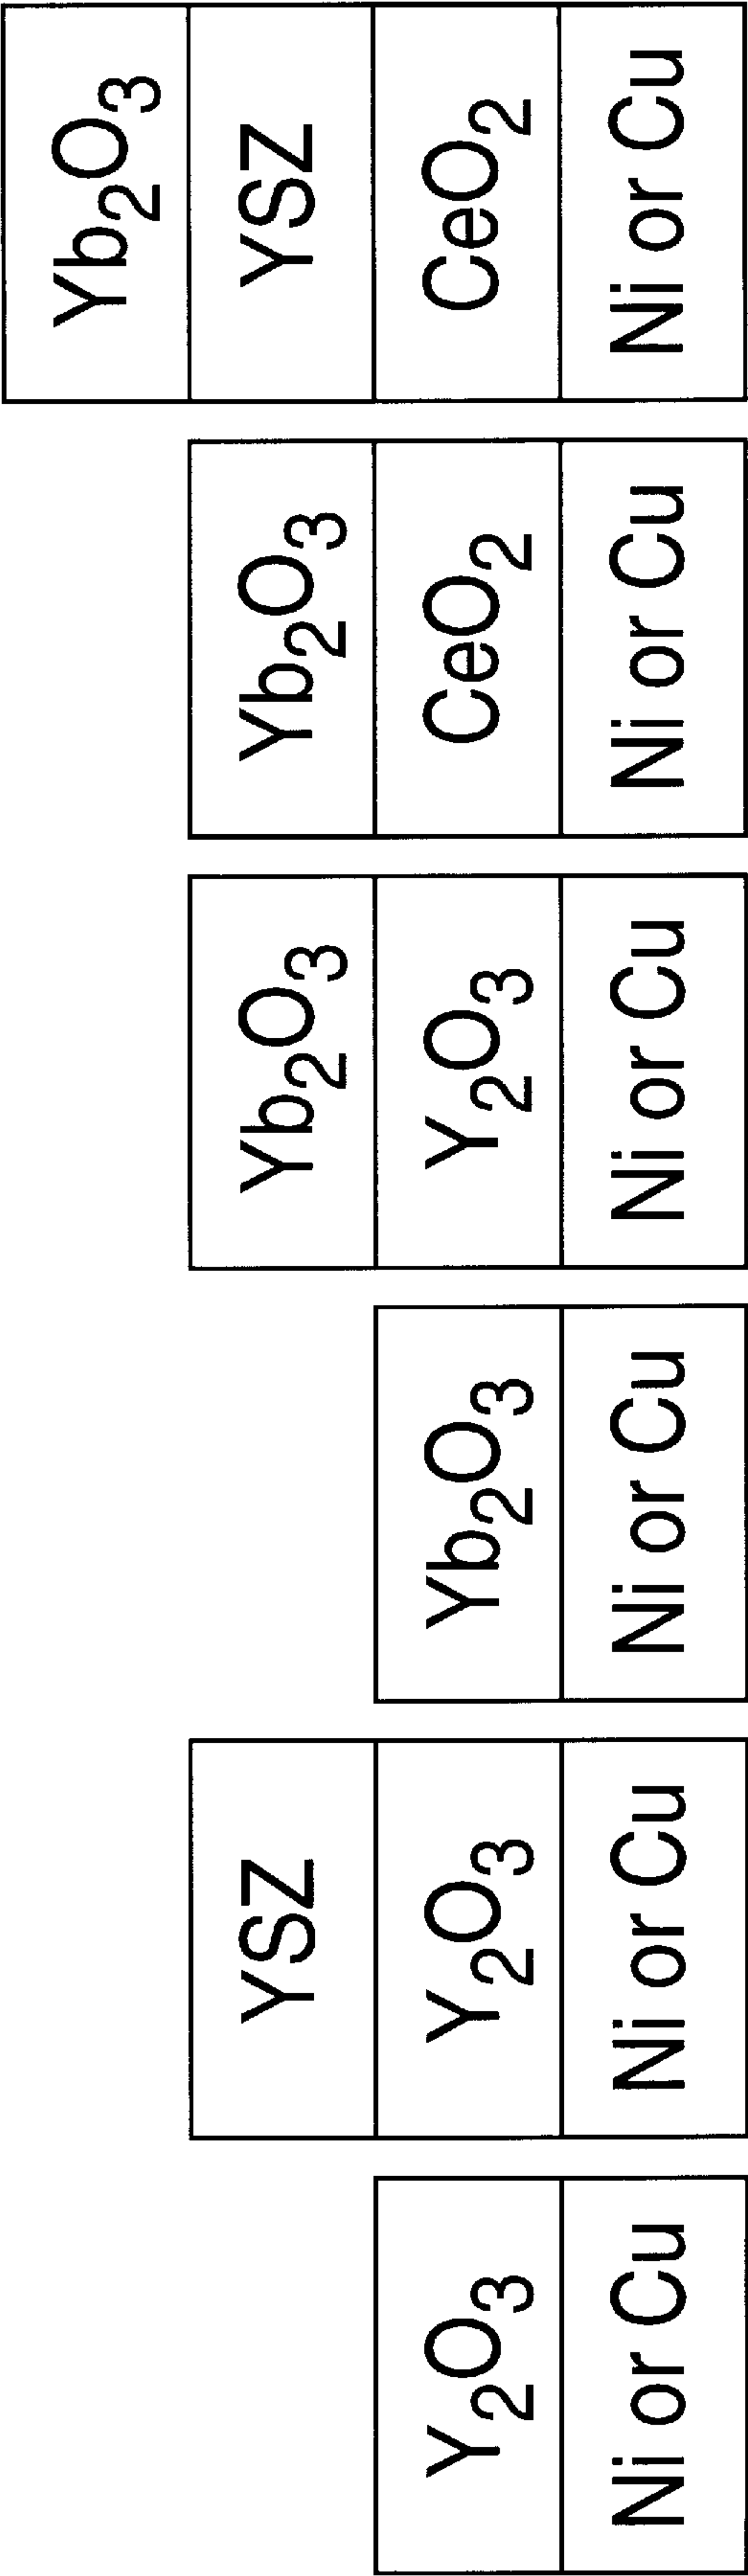 Y₂O₃
Ni or Cu
YSZ
Y₂O₃
Ni or Cu
Yb₂O₃
Ni or Cu
Yb₂O₃
Y₂O₃
Ni or Cu
Yb₂O₃
CeO₂
Ni or Cu
Yb₂O₃
YSZ
CeO₂
Ni or Cu